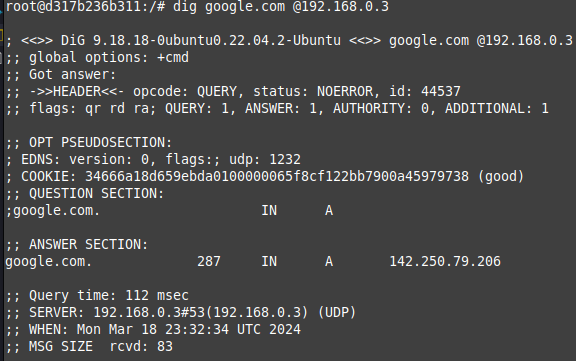 root@d317b236b311:/# dig google.com @192.168.0.3
; <<>> DiG 9.18.18-0ubuntu0.22.04.2-Ubuntu <<>> google.com @192.168.0.3
;; global options: +cmd
;; Got answer:
;; ->>HEADER<<- opcode: QUERY, status: NOERROR, id: 44537
;; flags: qr rd ra; QUERY: 1, ANSWER: 1, AUTHORITY: 0, ADDITIONAL: 1
;; OPT PSEUDOSECTION:
; EDNS: version: 0, flags:; udp: 1232
; COOKIE: 34666a18d659ebda0100000065f8cf122bb7900a45979738 (good)
;; QUESTION SECTION:
;google.com. IN A
;; ANSWER SECTION:
google.com. 287 IN A 142.250.79.206
;; Query time: 112 msec
;; SERVER: 192.168.0.3#53(192.168.0.3) (UDP)
;; WHEN: Mon Mar 18 23:32:34 UTC 2024
;; MSG SIZE rcvd: 83